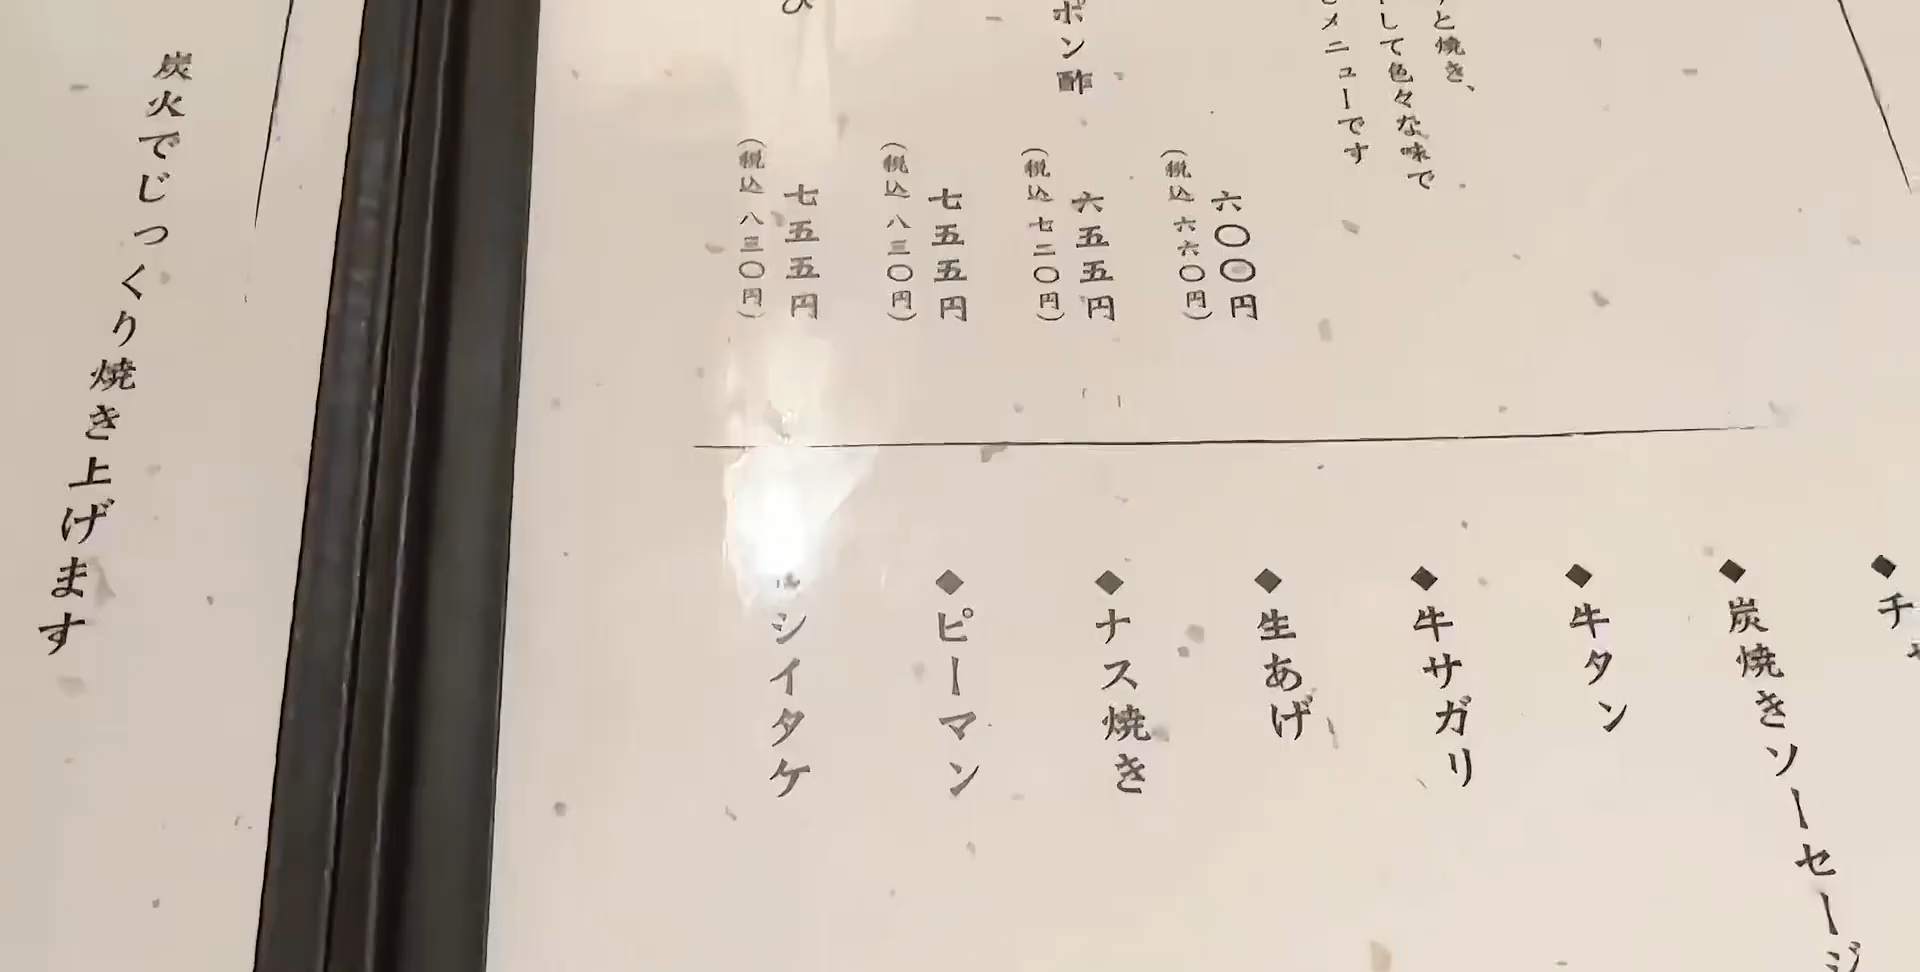 と焼き、
して色々な味で
メニューです
六〇〇円
(税込 六六〇円)
ポン酢
六五五円
(税込 七二〇円)
七五五円
(税込 八三〇円)
七五五円
(税込 八三〇円)
◆炭焼きソーセージ
◆牛タン
◆牛サガリ
◆生あげ
◆ナス焼き
◆ピーマン
◆シイタケ
炭火でじっくり焼き上げます